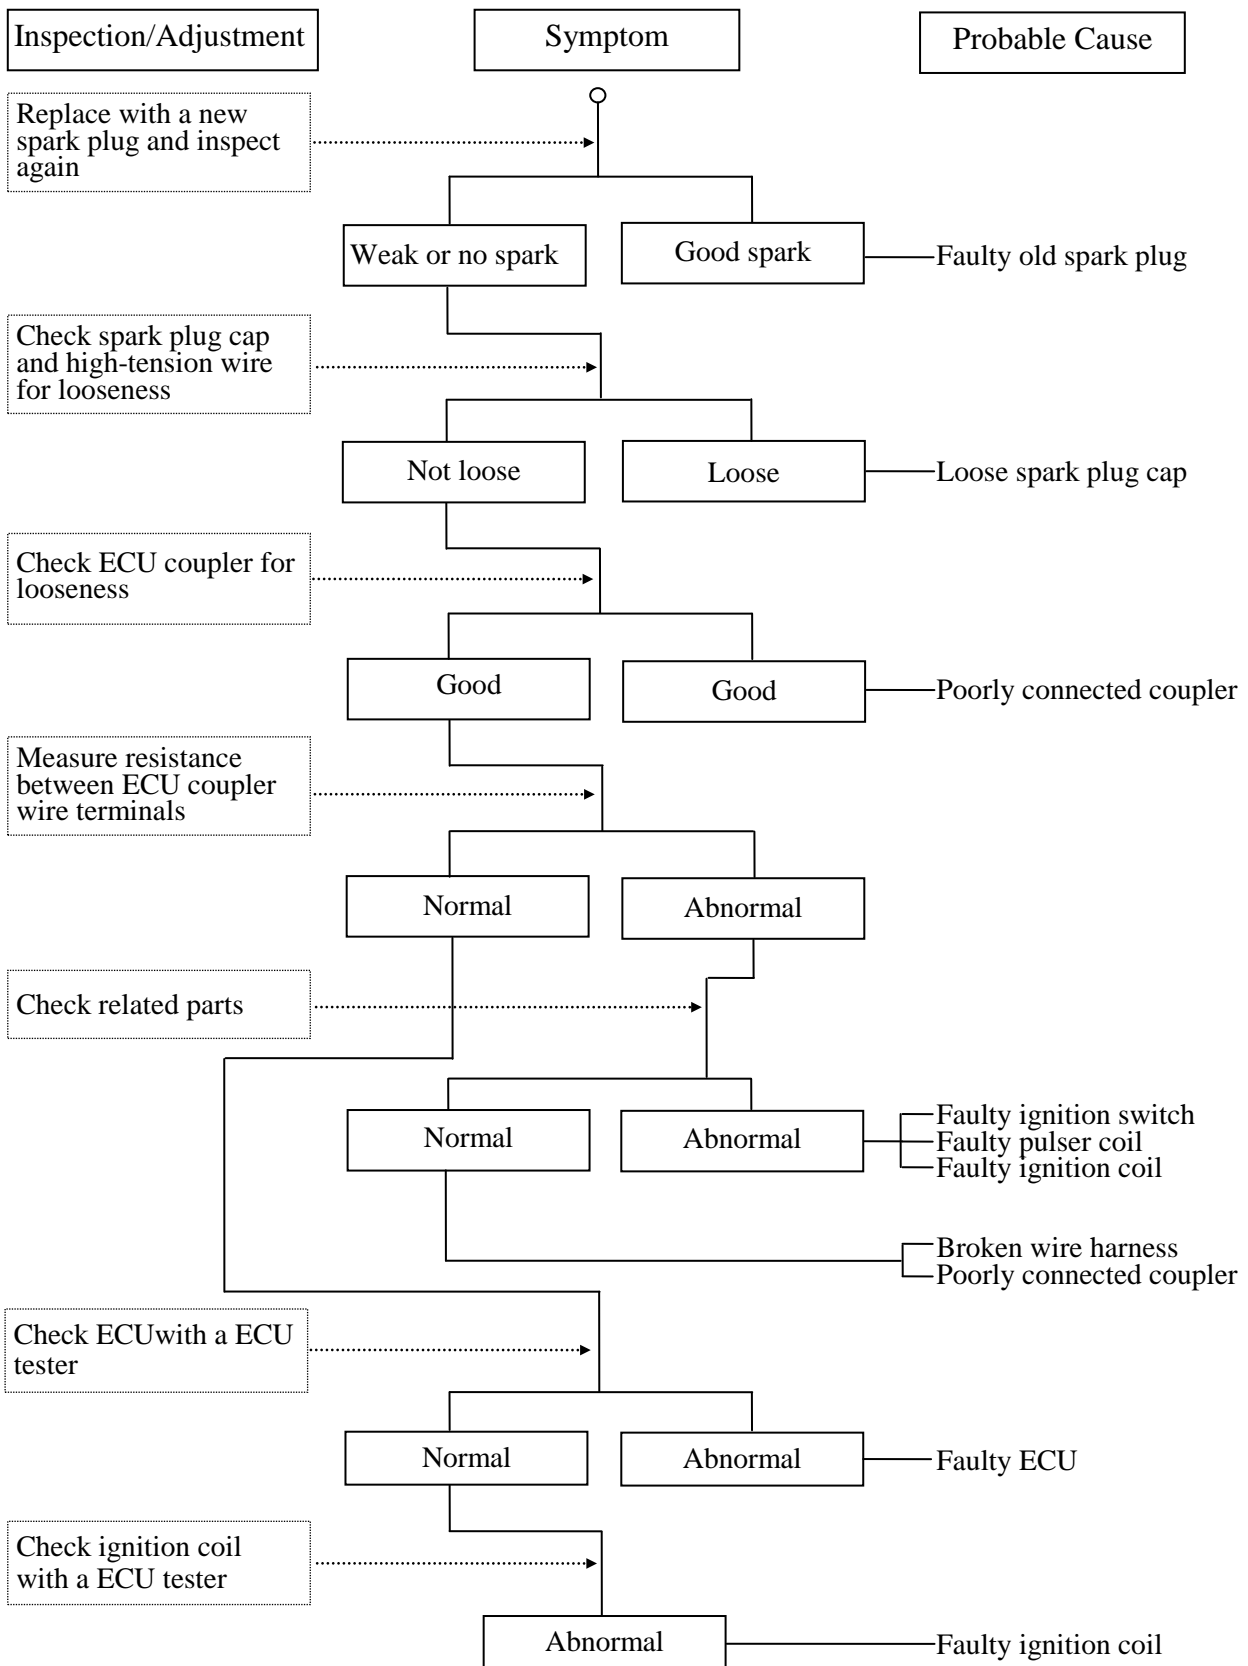 Inspection/Adjustment
Symptom
Probable Cause
Replace with a new
spark plug and inspect
again
Weak or no spark
Good spark
Faulty old spark plug
Check spark plug cap
and high-tension wire
for looseness
Not loose
Loose
Loose spark plug cap
Check ECU coupler for
looseness
Good
Good
Poorly connected coupler
Measure resistance
between ECU coupler
wire terminals
Normal
Abnormal
Check related parts
Normal
Abnormal
Faulty ignition switch
Faulty pulser coil
Faulty ignition coil
Broken wire harness
Poorly connected coupler
Check ECUwith a ECU
tester
Normal
Abnormal
Faulty ECU
Check ignition coil
with a ECU tester
Abnormal
Faulty ignition coil